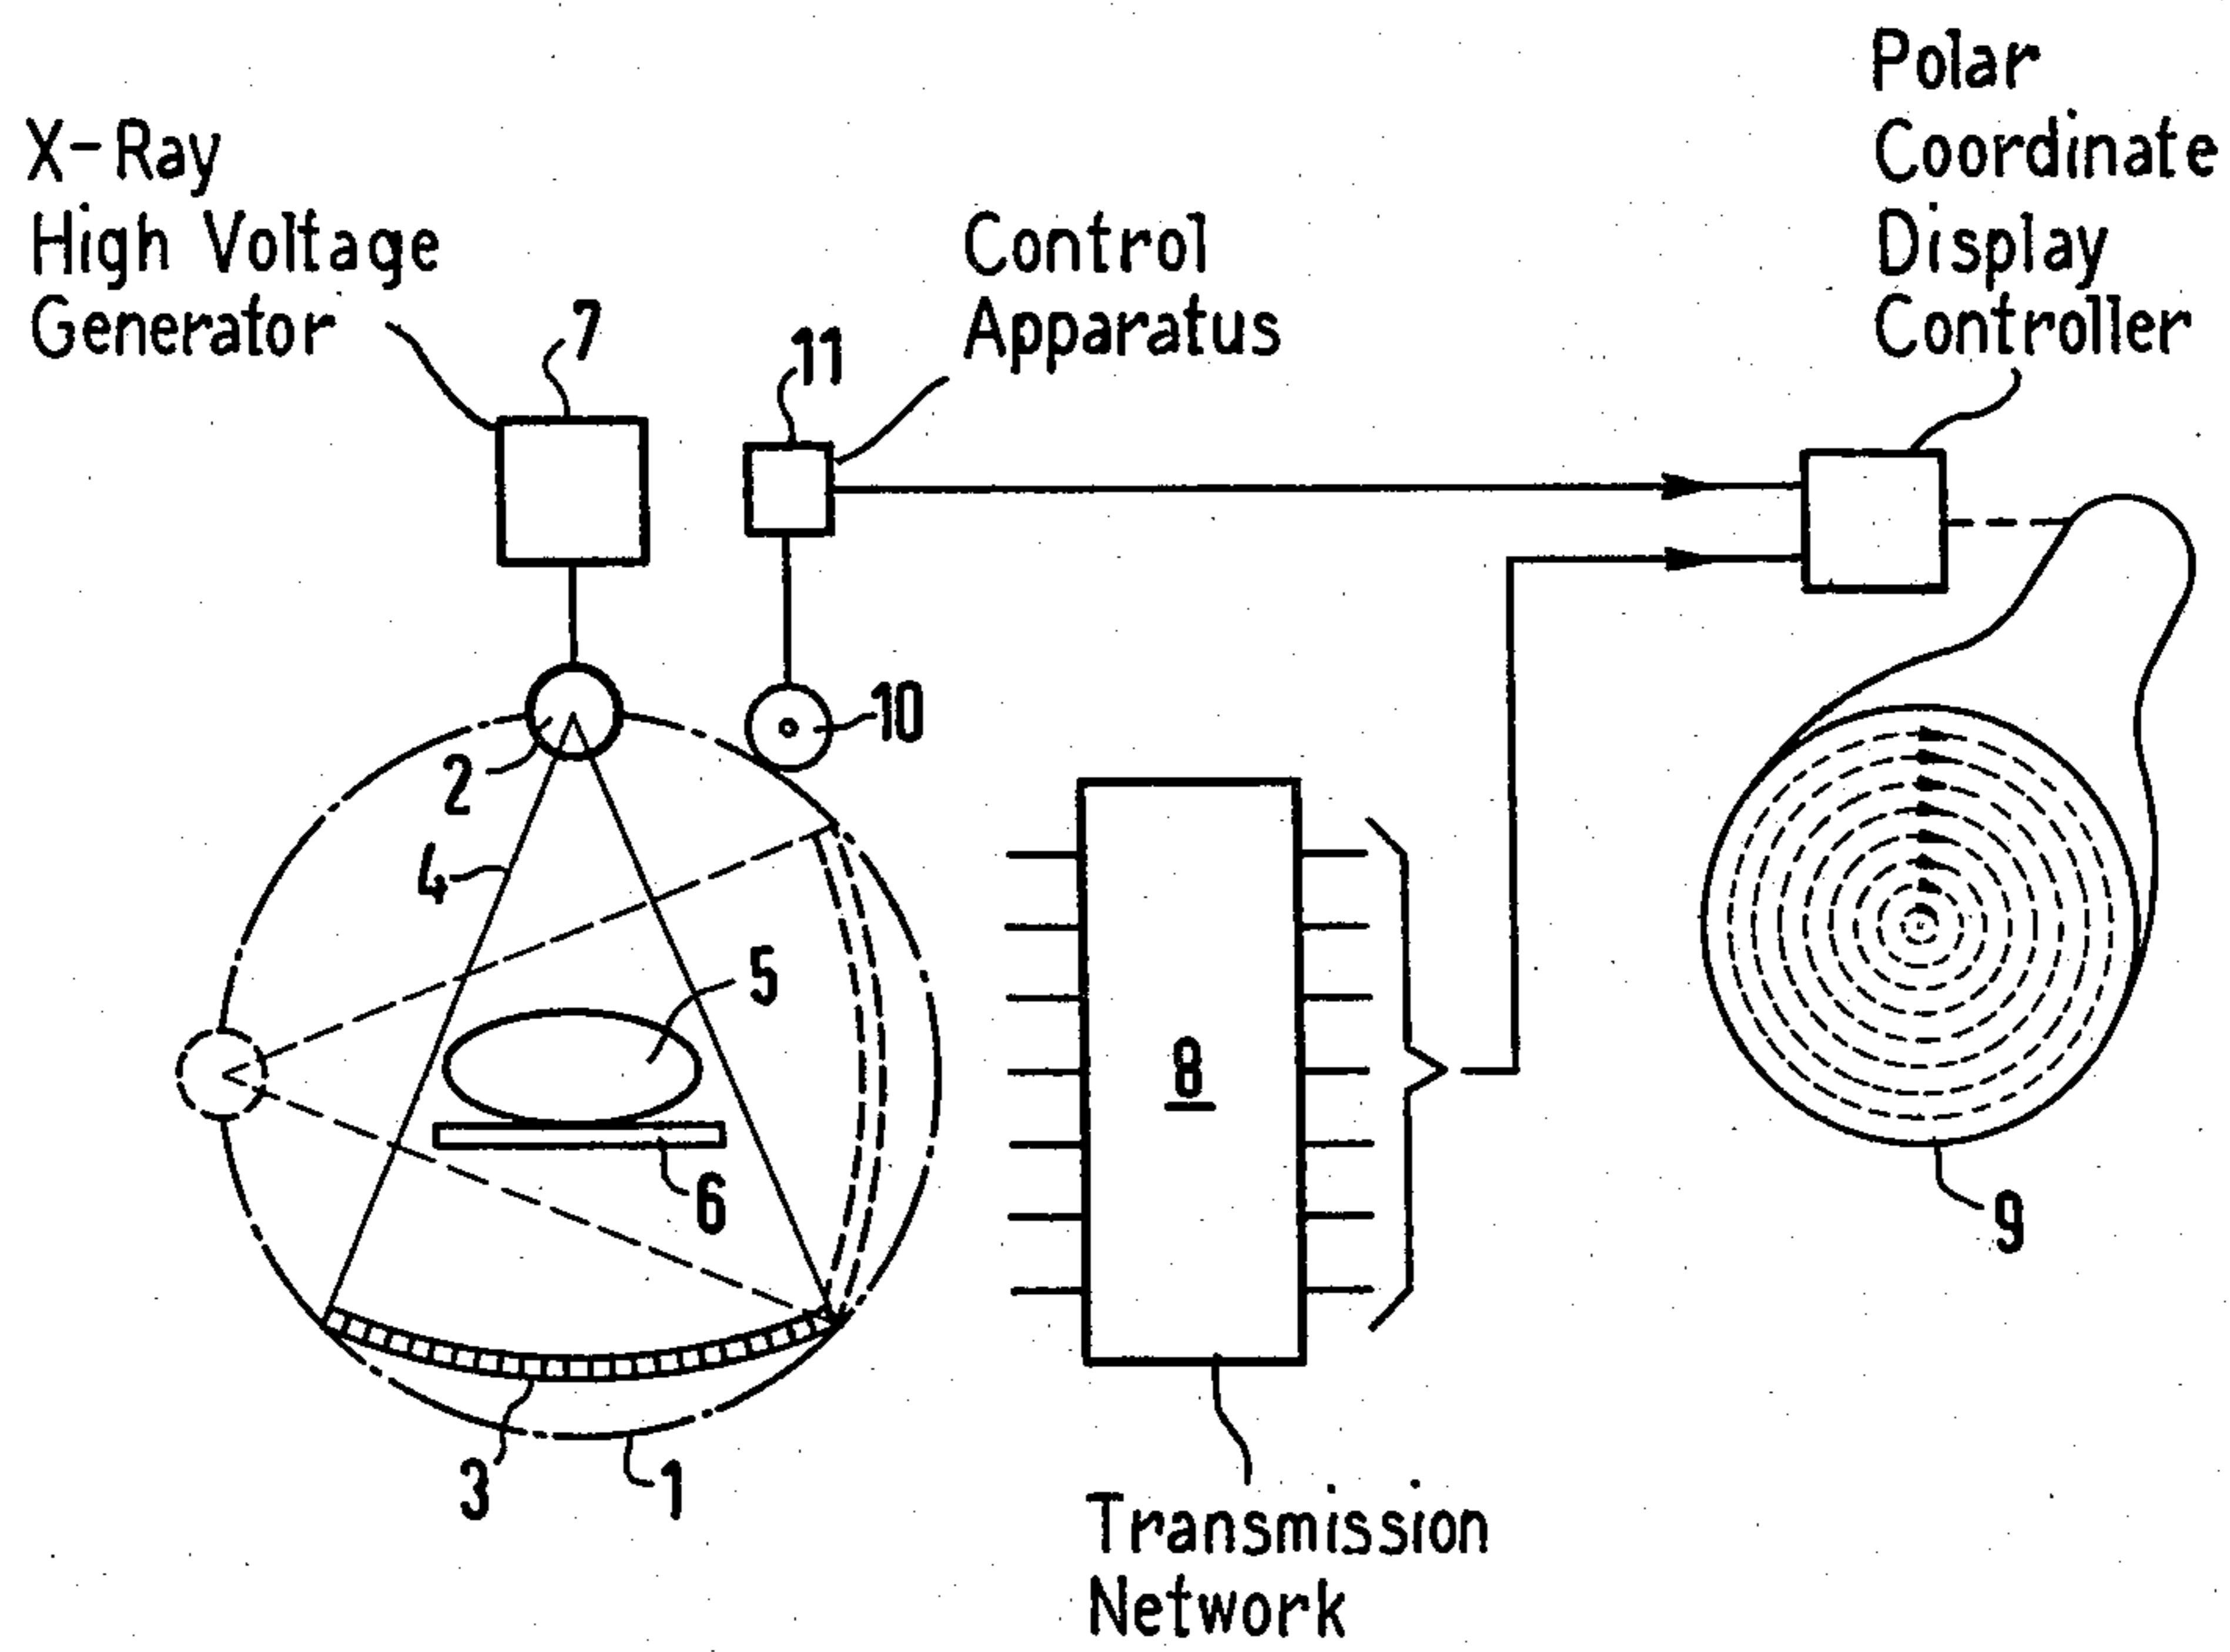 Polar
Coordinate
Display
Controller
X-Ray
High Voltage
Generator
Control
Apparatus
7
11
10
2
4
5
8
6
9
3
1
Transmission
Network